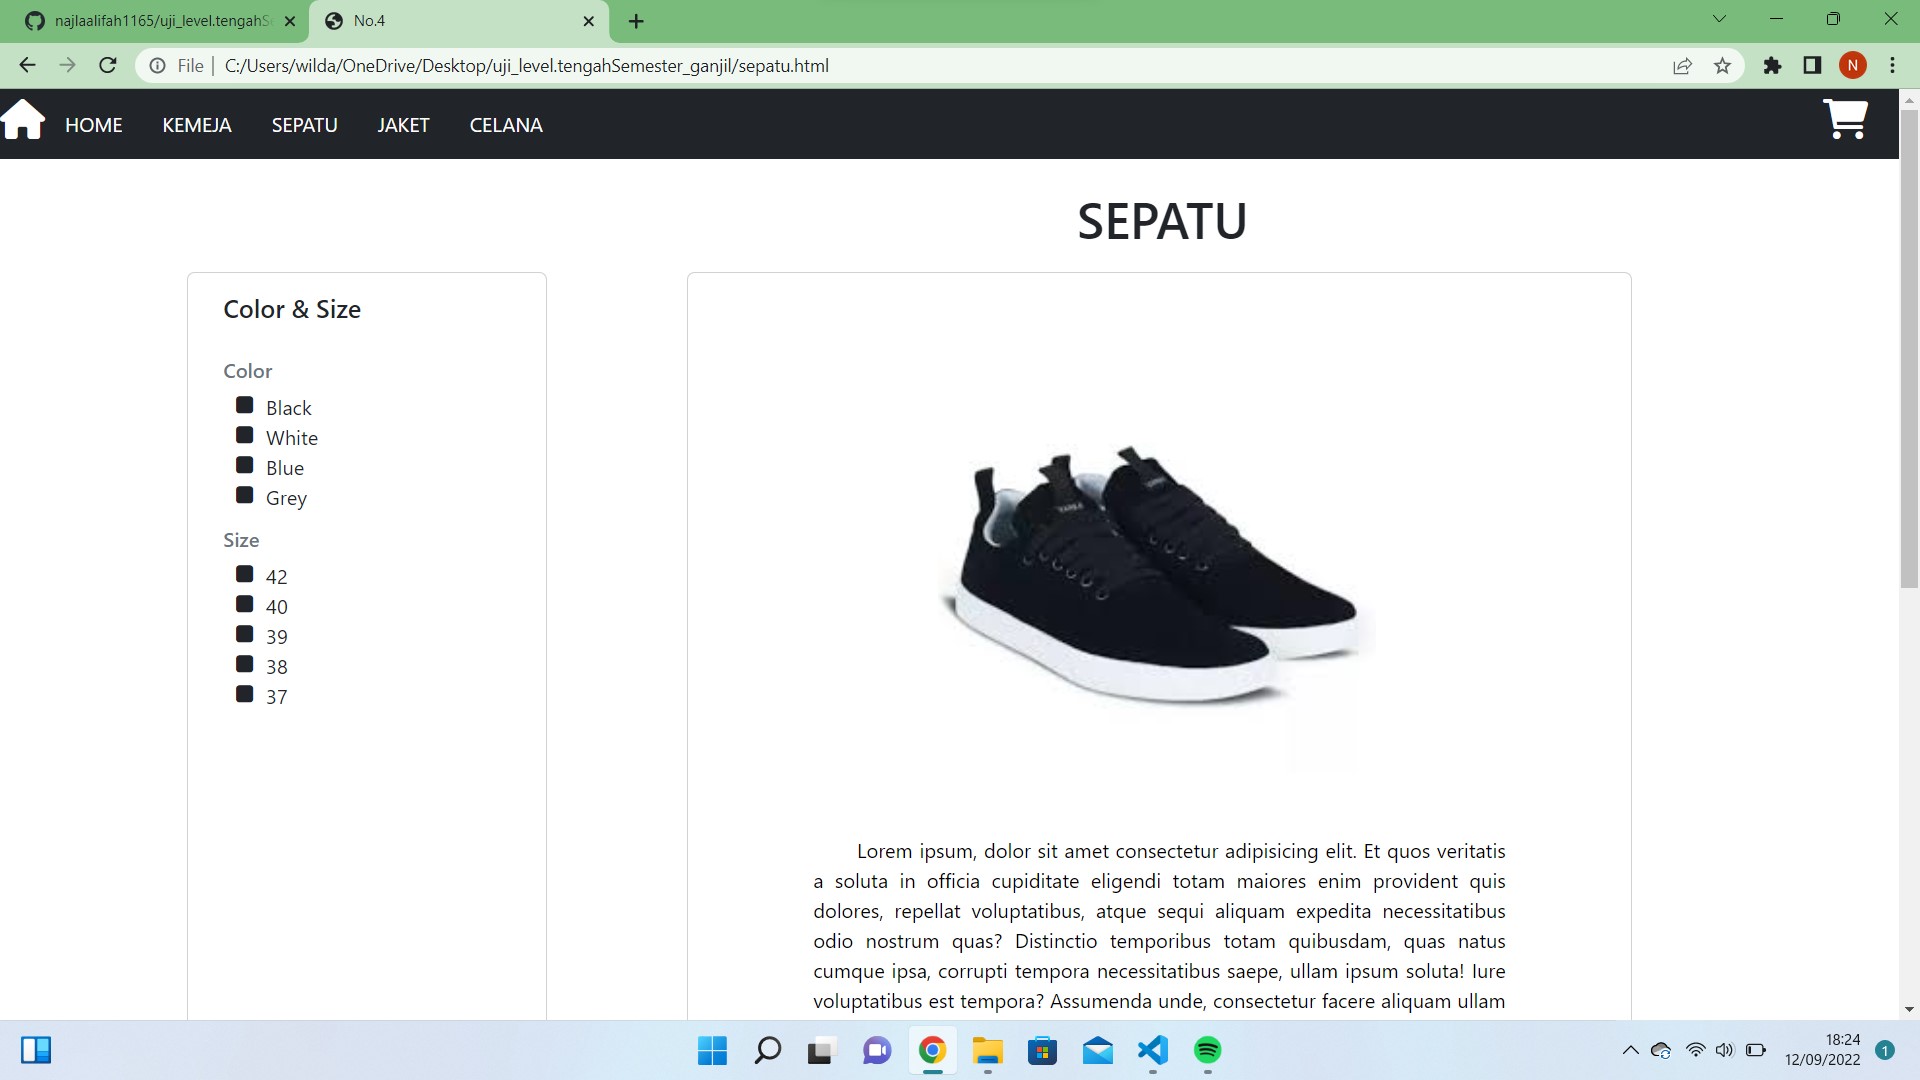 najlaalifah1165/uji_level.tengahSe
No.4
File
C:/Users/wilda/OneDrive/Desktop/uji_level.tengahSemester_ganjil/sepatu.html
N
HOME KEMEJA SEPATU JAKET CELANA
SEPATU
Color & Size
Color
Black
White
Blue
Grey
Size
42
40
39
38
37
Lorem ipsum, dolor sit amet consectetur adipisicing elit. Et quos veritatis
a soluta in officia cupiditate eligendi totam maiores enim provident quis
dolores, repellat voluptatibus, atque sequi aliquam expedita necessitatibus
odio nostrum quas? Distinctio temporibus totam quibusdam, quas natus
cumque ipsa, corrupti tempora necessitatibus saepe, ullam ipsum soluta! Iure
voluptatibus est tempora? Assumenda unde, consectetur facere aliquam ullam
18:24
12/09/2022
1